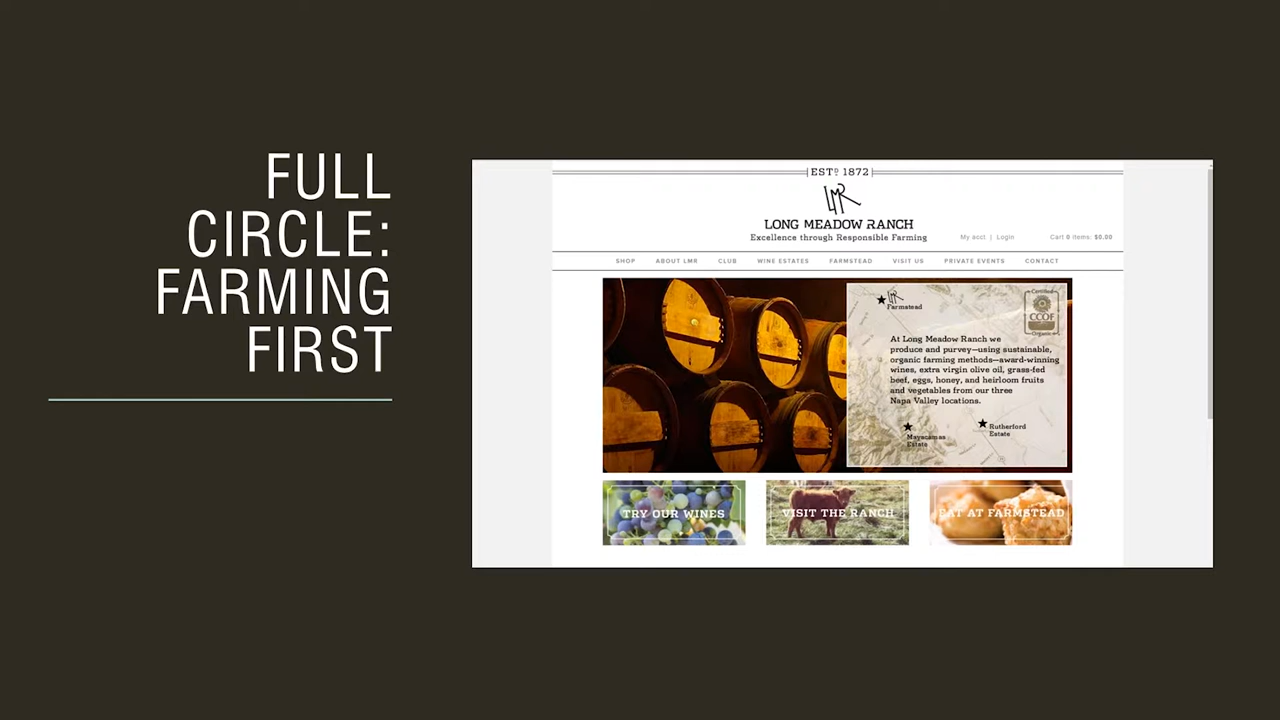 FULL
CIRCLE:
FARMING
FIRST
ESTD 1872
LMR
LONG MEADOW RANCH
Excellence through Responsible Farming
My acct | Login
Cart 0 items: $0.00
SHOP ABOUT LMR CLUB WINE ESTATES FARMSTEAD VISIT US PRIVATE EVENTS CONTACT
LMR
Farmstead
Certified
CCOF
Organic
At Long Meadow Ranch we
produce and purvey—using sustainable,
organic farming methods—award-winning
wines, extra virgin olive oil, grass-fed
beef, eggs, honey, and heirloom fruits
and vegetables from our three
Napa Valley locations.
Mayacamas
Estate
Rutherford
Estate
TRY OUR WINES
VISIT THE RANCH
EAT AT FARMSTEAD